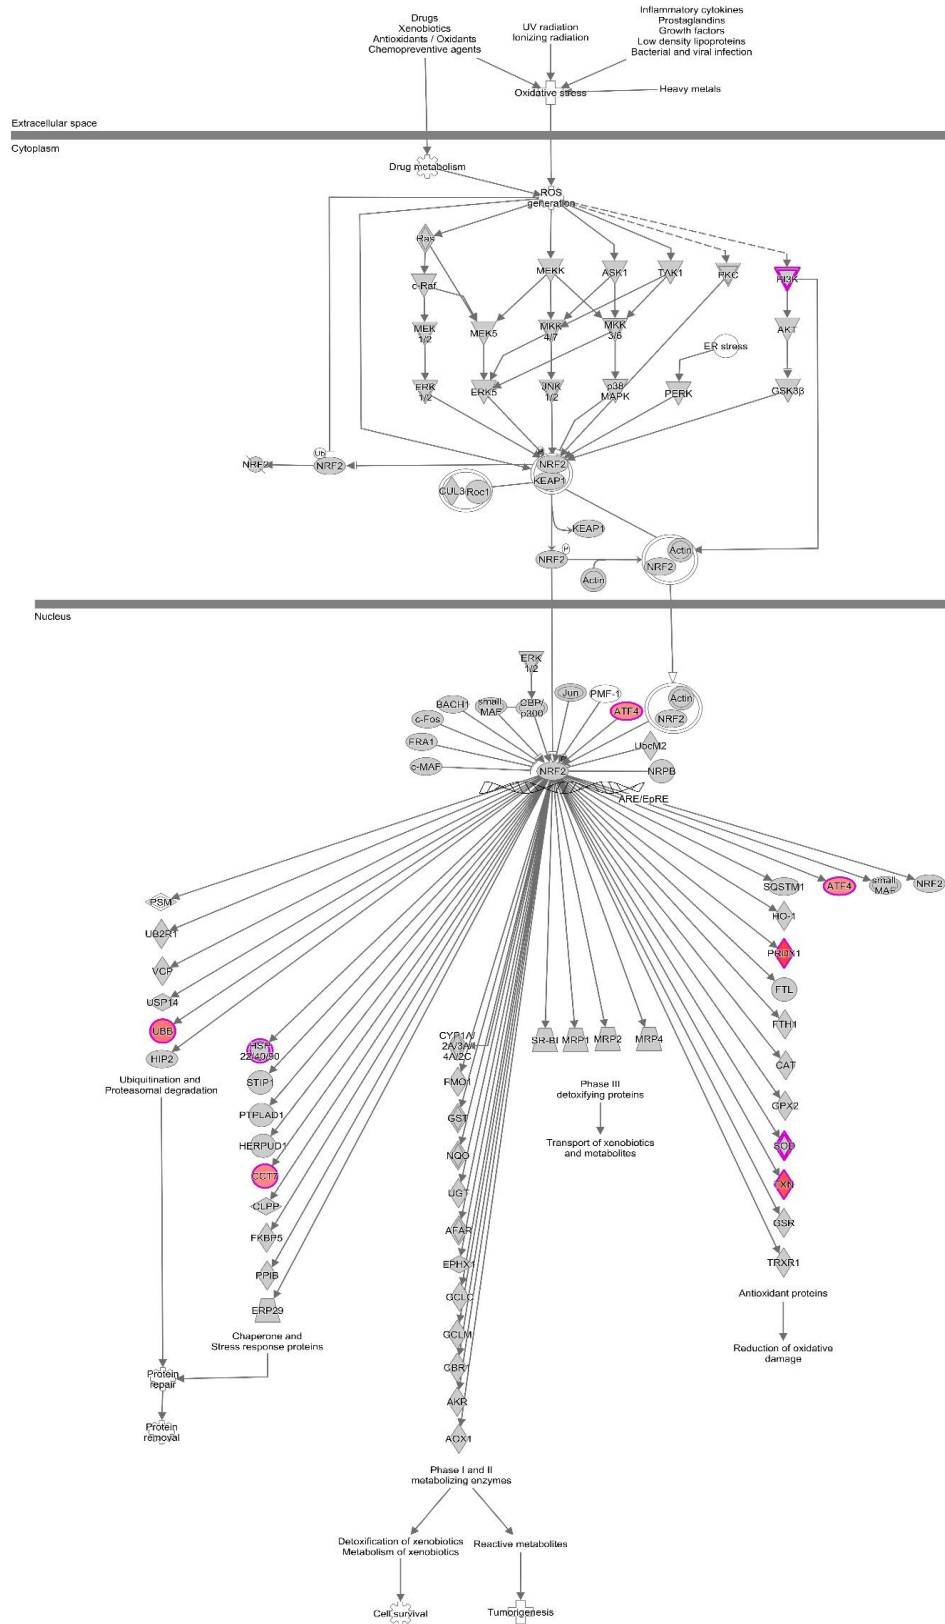 Drugs
Xenobiotics
Antioxidants / Oxidants
Chemopreventive agents
UV radiation
Ionizing radiation
Inflammatory cytokines
Prostaglandins
Growth factors
Low density lipoproteins
Bacterial and viral infection
Oxidative stress
Heavy metals
Extracellular space
Cytoplasm
Drug metabolism
ROS
generation
Ras
MEKK
ASK1
TAK1
PKC
PI3K
c-Raf
MEK
1/2
MEK5
MKK
4/7
MKK
3/6
AKT
ER stress
ERK
1/2
ERK5
JNK
1/2
p38
MAPK
PERK
GSK3β
NRF2
Ub
NRF2
P
NRF2
KEAP1
CUL3
Roc1
KEAP1
NRF2
P
Actin
Actin
NRF2
Nucleus
ERK
1/2
BACH1
small
MAF
CBP/
p300
Jun
PMF-1
ATF4
Actin
NRF2
c-Fos
FRA1
c-MAF
NRF2
P
UbcM2
NRPB
ARE/EpRE
PSM
UB2R1
VCP
USP14
UBB
HIP2
Ubiquitination and
Proteasomal degradation
HSP
22/40/90
STIP1
PTPLAD1
HERPUD1
CCT7
CLPP
FKBP5
PPIB
ERP29
Chaperone and
Stress response proteins
Protein
repair
Protein
removal
CYP1A/
2A/3A/
4A/2C
FMO1
GST
NQO
UGT
AFAR
EPHX1
GCLC
GCLM
CBR1
AKR
AOX1
Phase I and II
metabolizing enzymes
Detoxification of xenobiotics
Metabolism of xenobiotics
Reactive metabolites
Cell survival
Tumorigenesis
SR-BI
MRP1
MRP2
MRP4
Phase III
detoxifying proteins
Transport of xenobiotics
and metabolites
SQSTM1
ATF4
small
MAF
NRF2
HO-1
PRDX1
FTL
FTH1
CAT
GPX2
SOD
TXN
GSR
TRXR1
Antioxidant proteins
Reduction of oxidative
damage